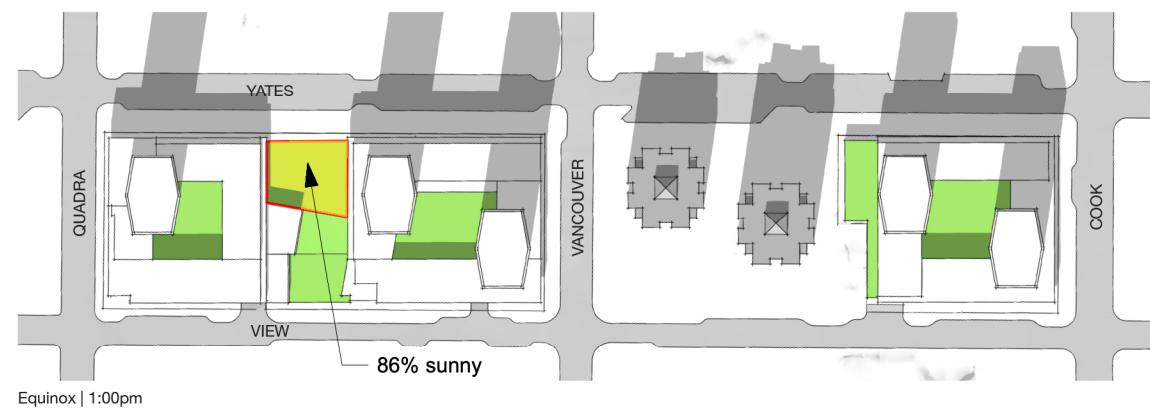 YATES
QUADRA
VANCOUVER
COOK
VIEW
86% sunny
Equinox | 1:00pm